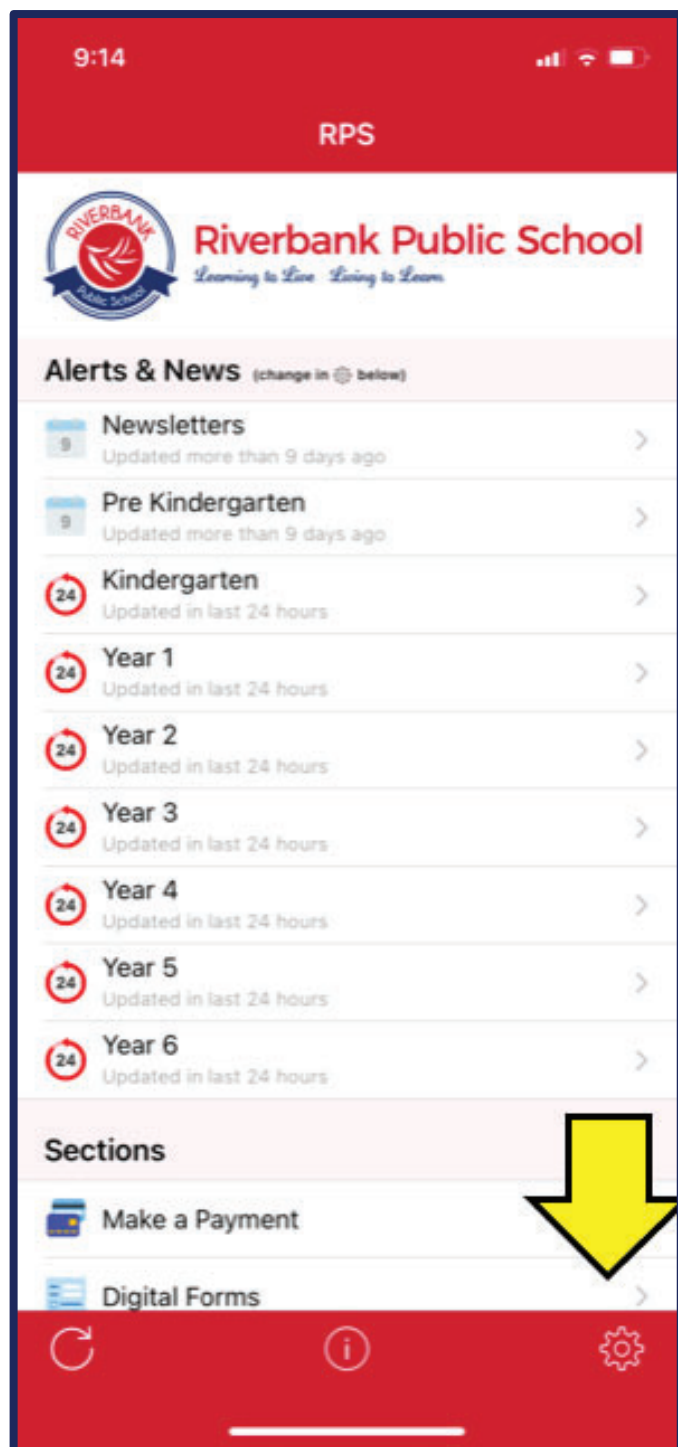 9:14
RPS
RIVERBANK
Public School
Riverbank Public School
Learning to Live Living to Learn
Alerts & News (change in below)
9
Newsletters
Updated more than 9 days ago
9
Pre Kindergarten
Updated more than 9 days ago
24
Kindergarten
Updated in last 24 hours
24
Year 1
Updated in last 24 hours
24
Year 2
Updated in last 24 hours
24
Year 3
Updated in last 24 hours
24
Year 4
Updated in last 24 hours
24
Year 5
Updated in last 24 hours
24
Year 6
Updated in last 24 hours
Sections
Make a Payment
Digital Forms
i